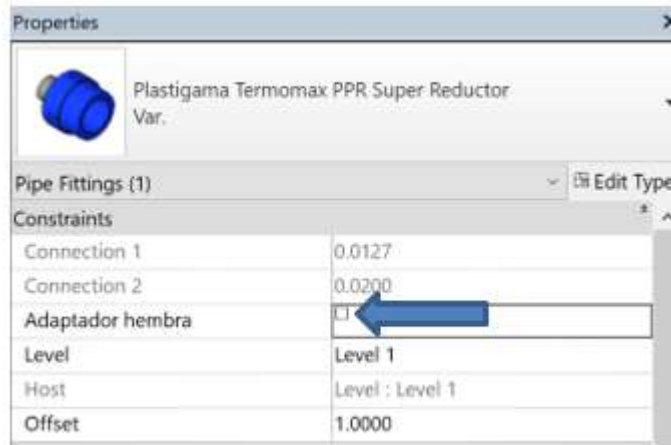 Properties
Plastigama Termomax PPR Super Reductor
Var.
Pipe Fittings (1)
Edit Type
Constraints
Connection 1 0.0127
Connection 2 0.0200
Adaptador hembra
Level Level 1
Host Level : Level 1
Offset 1.0000